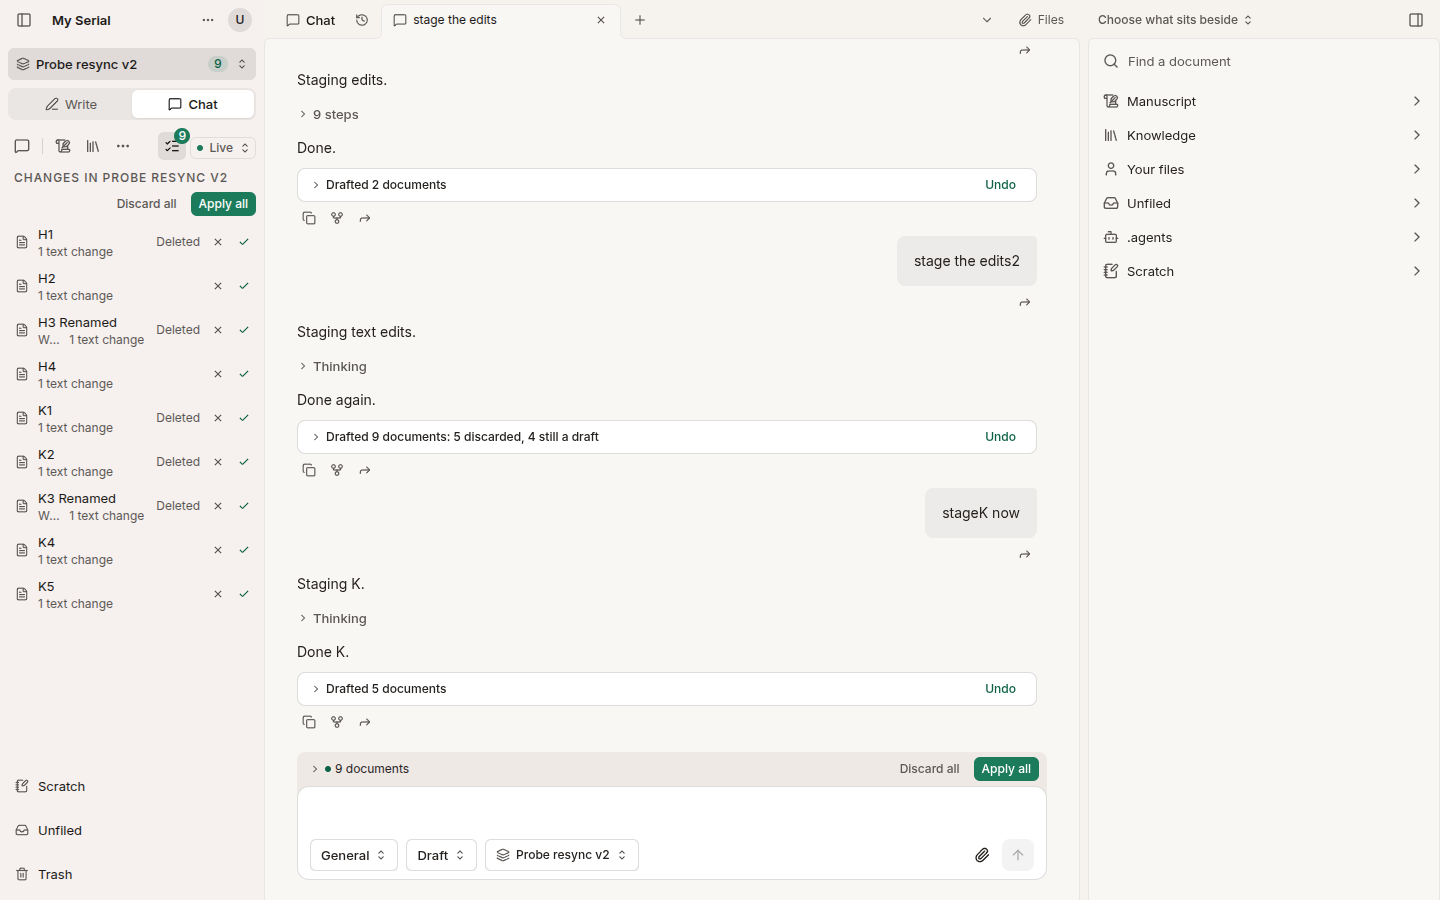 My Serial
U
Probe resync v2
9
Write
Chat
9
Live
CHANGES IN PROBE RESYNC V2
Discard all
Apply all
H1
1 text change
Deleted
H2
1 text change
H3 Renamed
W... 1 text change
Deleted
H4
1 text change
K1
1 text change
Deleted
K2
1 text change
Deleted
K3 Renamed
W... 1 text change
Deleted
K4
1 text change
K5
1 text change
Scratch
Unfiled
Trash
Chat
stage the edits
Files
Staging edits.
9 steps
Done.
Drafted 2 documents
Undo
stage the edits2
Staging text edits.
Thinking
Done again.
Drafted 9 documents: 5 discarded, 4 still a draft
Undo
stageK now
Staging K.
Thinking
Done K.
Drafted 5 documents
Undo
9 documents
Discard all
Apply all
General
Draft
Probe resync v2
Choose what sits beside
Find a document
Manuscript
Knowledge
Your files
Unfiled
.agents
Scratch